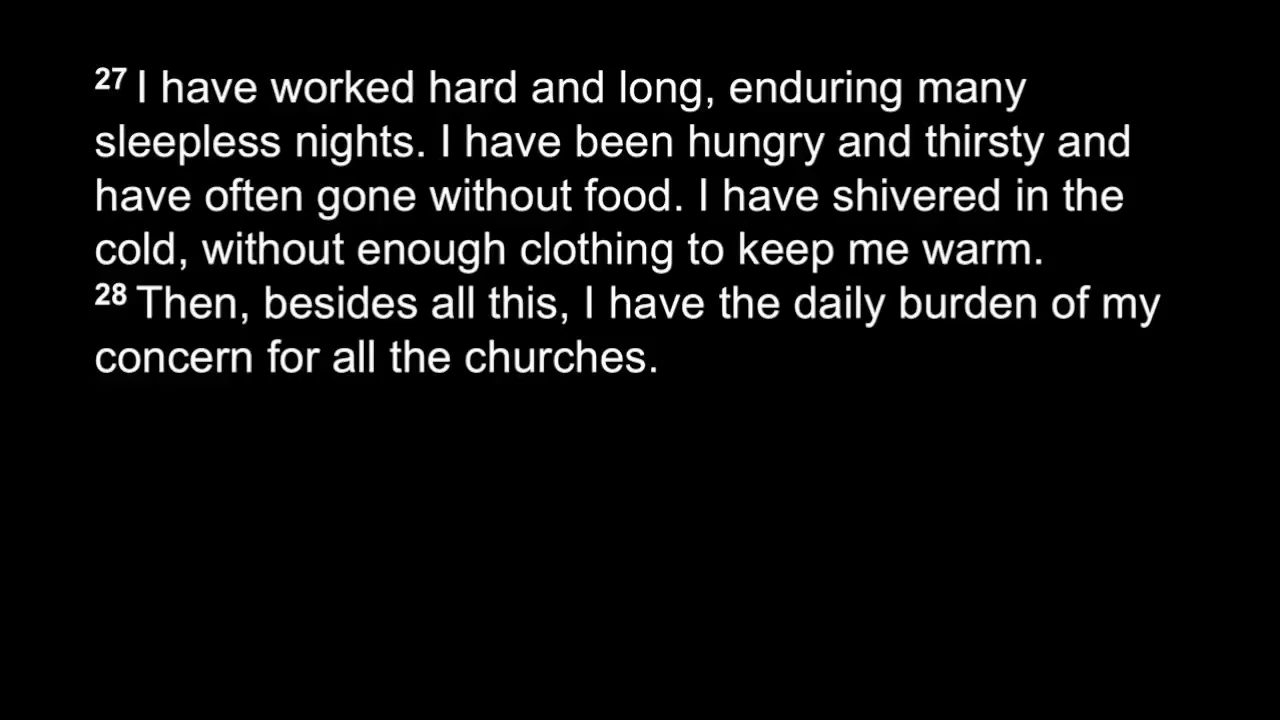 27 I have worked hard and long, enduring many
sleepless nights. I have been hungry and thirsty and
have often gone without food. I have shivered in the
cold, without enough clothing to keep me warm.
28 Then, besides all this, I have the daily burden of my
concern for all the churches.